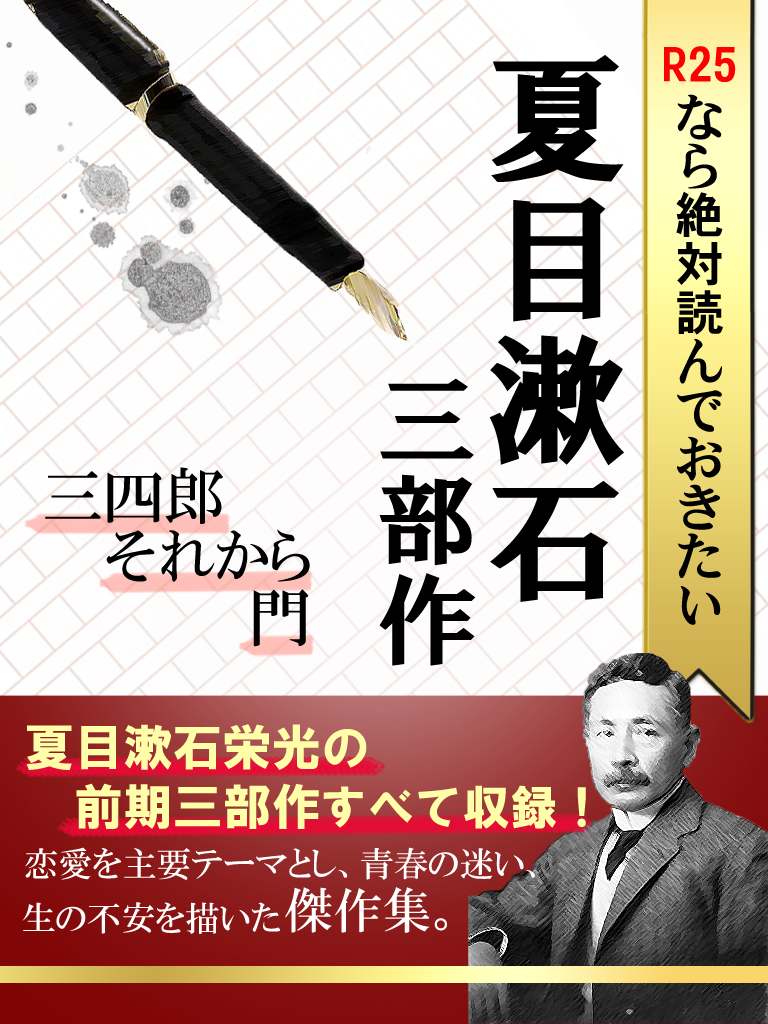 R25
なら絶対読んでおきたい
夏目漱石
三部作
三四郎
それから
門
夏目漱石栄光の
前期三部作すべて収録！
恋愛を主要テーマとし、青春の迷い、
生の不安を描いた傑作集。